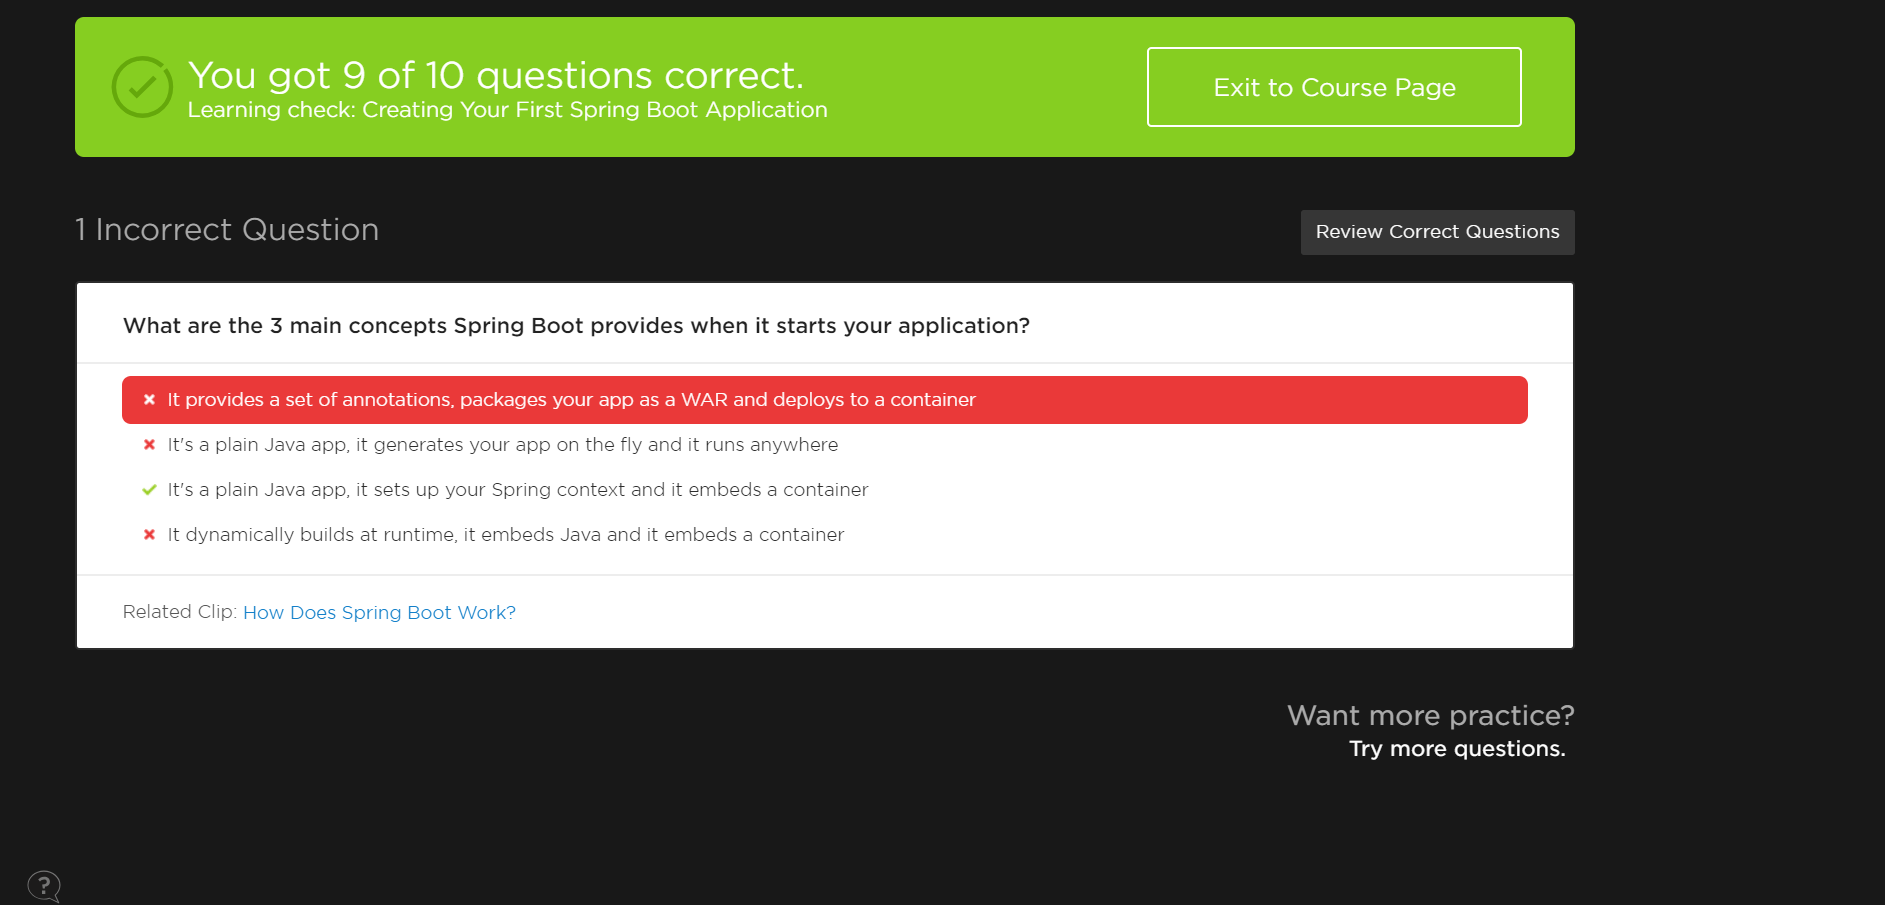 You got 9 of 10 questions correct.
Learning check: Creating Your First Spring Boot Application
Exit to Course Page
1 Incorrect Question
Review Correct Questions
What are the 3 main concepts Spring Boot provides when it starts your application?
It provides a set of annotations, packages your app as a WAR and deploys to a container
It's a plain Java app, it generates your app on the fly and it runs anywhere
It's a plain Java app, it sets up your Spring context and it embeds a container
It dynamically builds at runtime, it embeds Java and it embeds a container
Related Clip: How Does Spring Boot Work?
Want more practice?
Try more questions.
?